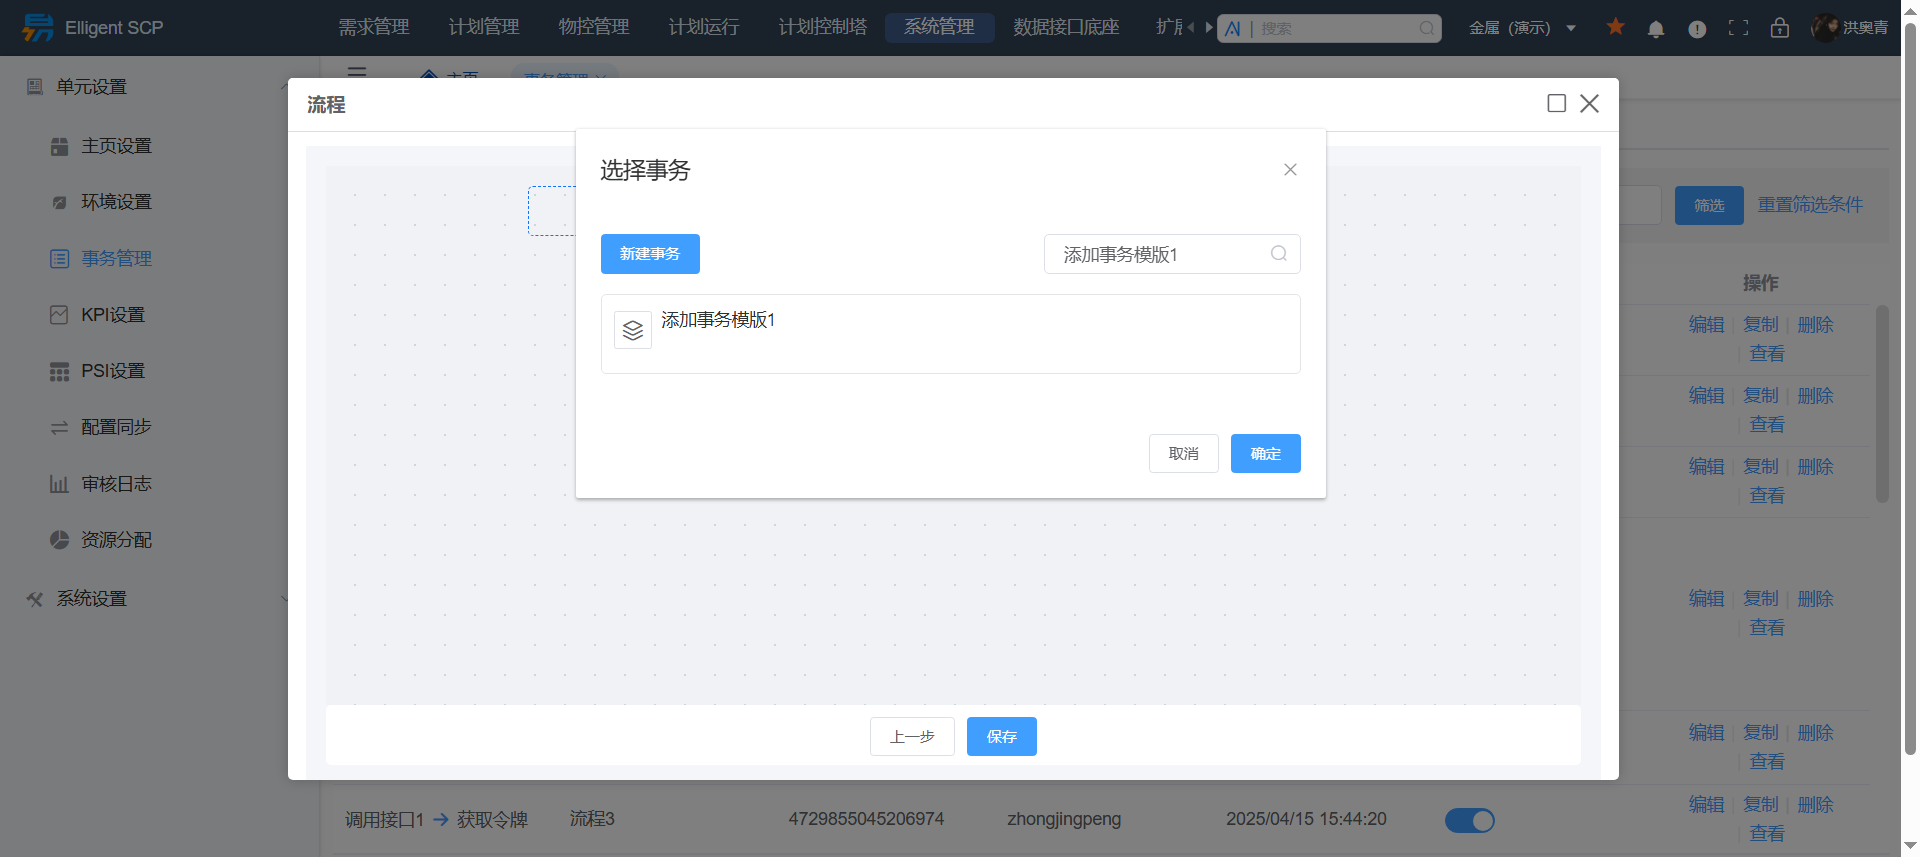 Elligent SCP
需求管理
计划管理
物控管理
计划运行
计划控制塔
系统管理
数据接口底座
搜索
金属（演示）
洪奥青
单元设置
主页设置
环境设置
事务管理
KPI设置
PSI设置
配置同步
审核日志
资源分配
系统设置
流程
选择事务
新建事务
添加事务模版1
添加事务模版1
取消
确定
上一步
保存
筛选
重置筛选条件
操作
编辑 复制 删除
查看
编辑 复制 删除
查看
编辑 复制 删除
查看
编辑 复制 删除
查看
编辑 复制 删除
查看
调用接口1 → 获取令牌 流程3 4729855045206974 zhongjingpeng 2025/04/15 15:44:20 编辑 复制 删除
查看